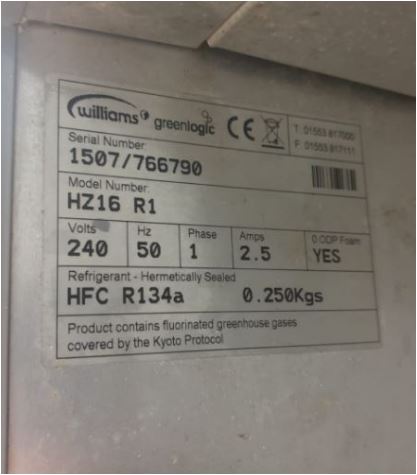 williams greenlogic CE
T. 01553 817000
F. 01553 817111
Serial Number
1507/766790
Model Number
HZ16 R1
Volts Hz Phase Amps 0 ODP Foam
240 50 1 2.5 YES
Refrigerant - Hermetically Sealed
HFC R134a 0.250Kgs
Product contains fluorinated greenhouse gases
covered by the Kyoto Protocol